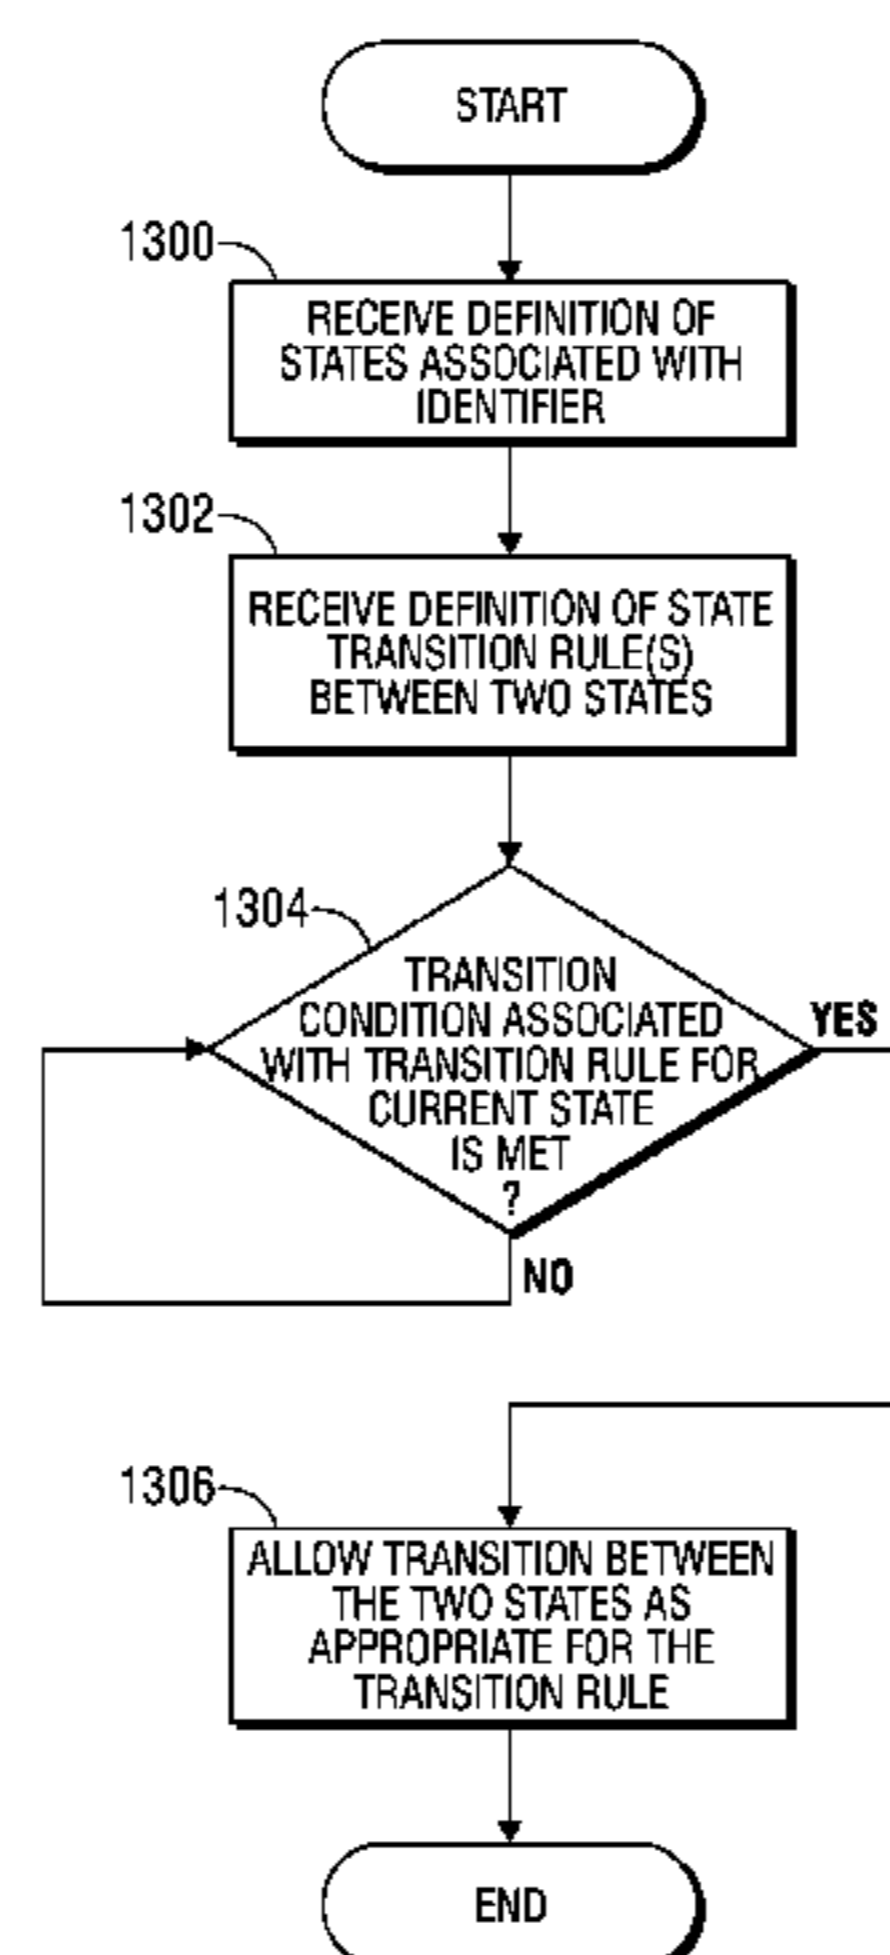 START
1300
RECEIVE DEFINITION OF
STATES ASSOCIATED WITH
IDENTIFIER
1302
RECEIVE DEFINITION OF STATE
TRANSITION RULE(S)
BETWEEN TWO STATES
1304
TRANSITION
CONDITION ASSOCIATED
WITH TRANSITION RULE FOR
CURRENT STATE
IS MET
?
YES
NO
1306
ALLOW TRANSITION BETWEEN
THE TWO STATES AS
APPROPRIATE FOR THE
TRANSITION RULE
END